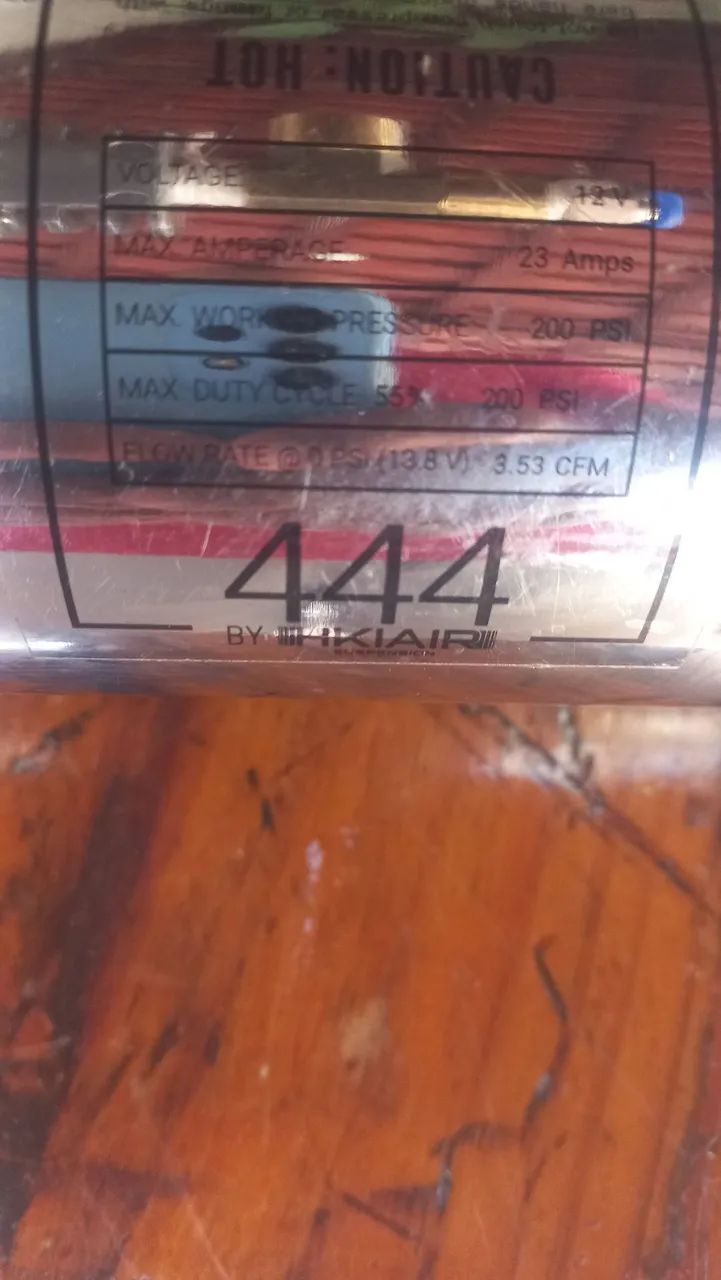 CAUTION: HOT
VOLTAGE 12 V
MAX. AMPERAGE 23 Amps
MAX. WORKING PRESSURE 200 PSI
MAX. DUTY CYCLE 55% 200 PSI
FLOW RATE @ 0 PSI (13.8 V) 3.53 CFM
444
BY HKIAIR
SUSPENSION